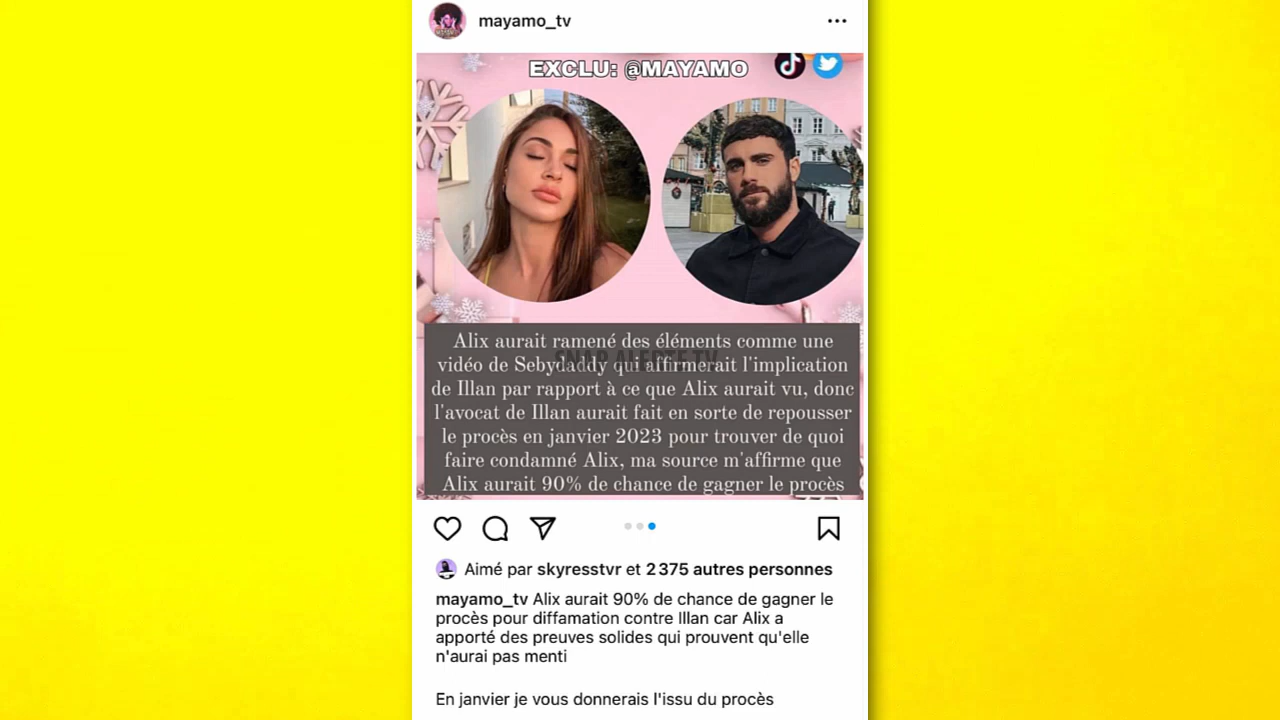 mayamo_tv
EXCLU: @MAYAMO
Alix aurait ramené des éléments comme une
vidéo de Sebydaddy qui affirmerait l'implication
de Illan par rapport à ce que Alix aurait vu, donc
l'avocat de Illan aurait fait en sorte de repousser
le procès en janvier 2023 pour trouver de quoi
faire condamné Alix, ma source m'affirme que
Alix aurait 90% de chance de gagner le procès
SNAP ALERTE TV
Aimé par skyresstvr et 2 375 autres personnes
mayamo_tv Alix aurait 90% de chance de gagner le
procès pour diffamation contre Illan car Alix a
apporté des preuves solides qui prouvent qu'elle
n'aurai pas menti
En janvier je vous donnerais l'issu du procès